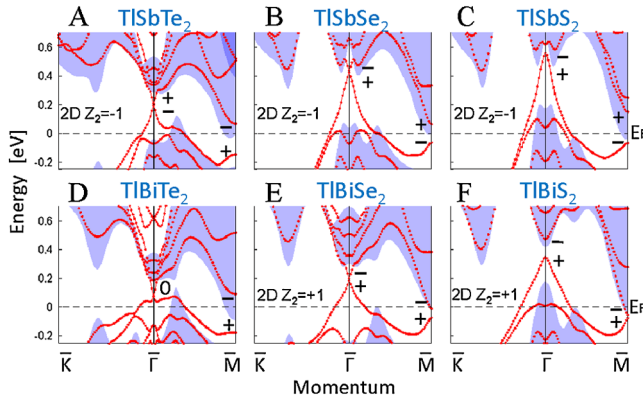 A TlSbTe2
B TlSbSe2
C TlSbS2
0.6
0.4
0.2
0
-0.2
+
−
2D Z2=-1
−
+
−
+
2D Z2=-1
+
−
−
+
2D Z2=-1
+
−
EF
Energy [eV]
D TlBiTe2
E TlBiSe2
F TlBiS2
0.6
0.4
0.2
0
-0.2
0
−
+
−
+
2D Z2=+1
−
+
−
+
2D Z2=+1
−
+
EF
K̅ Γ̅ M̅
Γ̅ M̅
Γ̅ M̅
Momentum